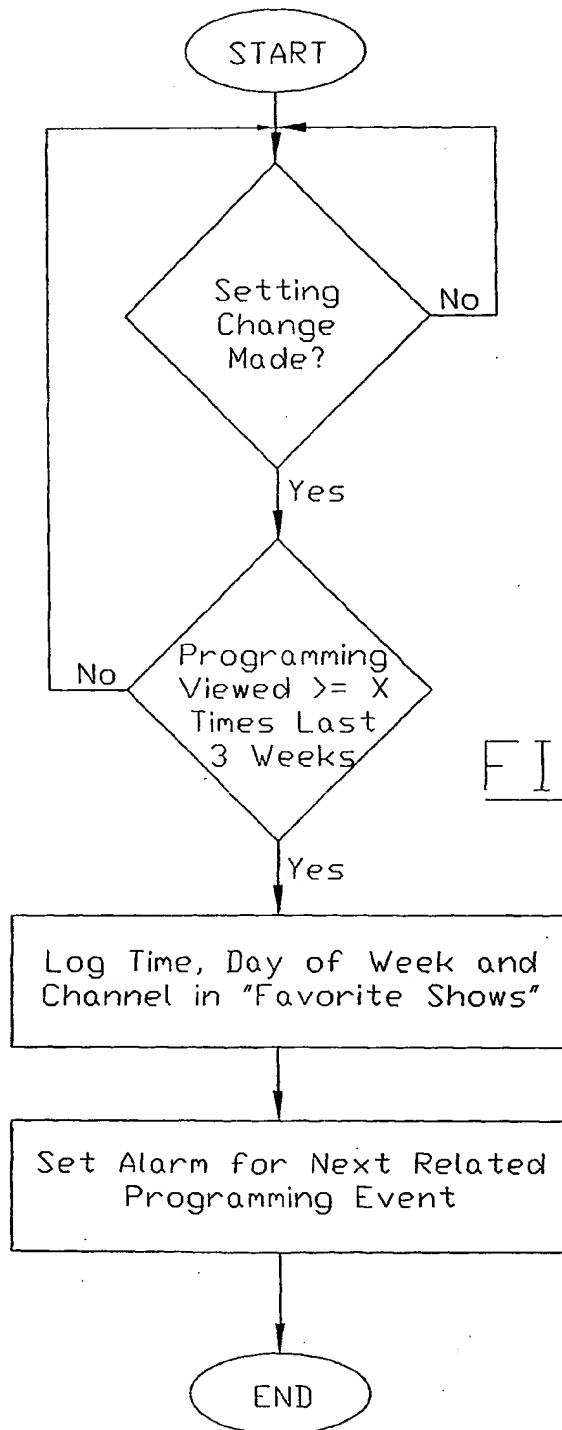 START
Setting
Change
Made?
No
Yes
Programming
Viewed >= X
Times Last
3 Weeks
No
FI
Yes
Log Time, Day of Week and
Channel in "Favorite Shows"
Set Alarm for Next Related
Programming Event
END